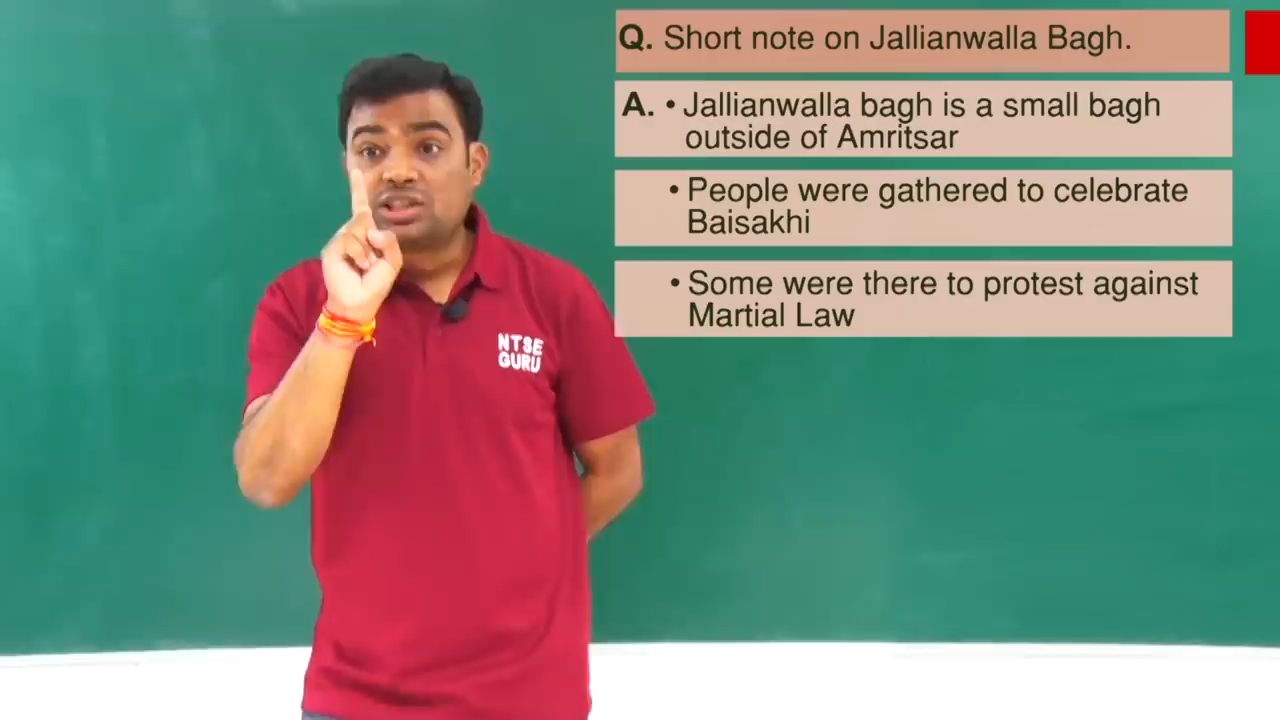 Q. Short note on Jallianwalla Bagh.
A. • Jallianwalla bagh is a small bagh
outside of Amritsar
• People were gathered to celebrate
Baisakhi
• Some were there to protest against
Martial Law
NTSE
GURU